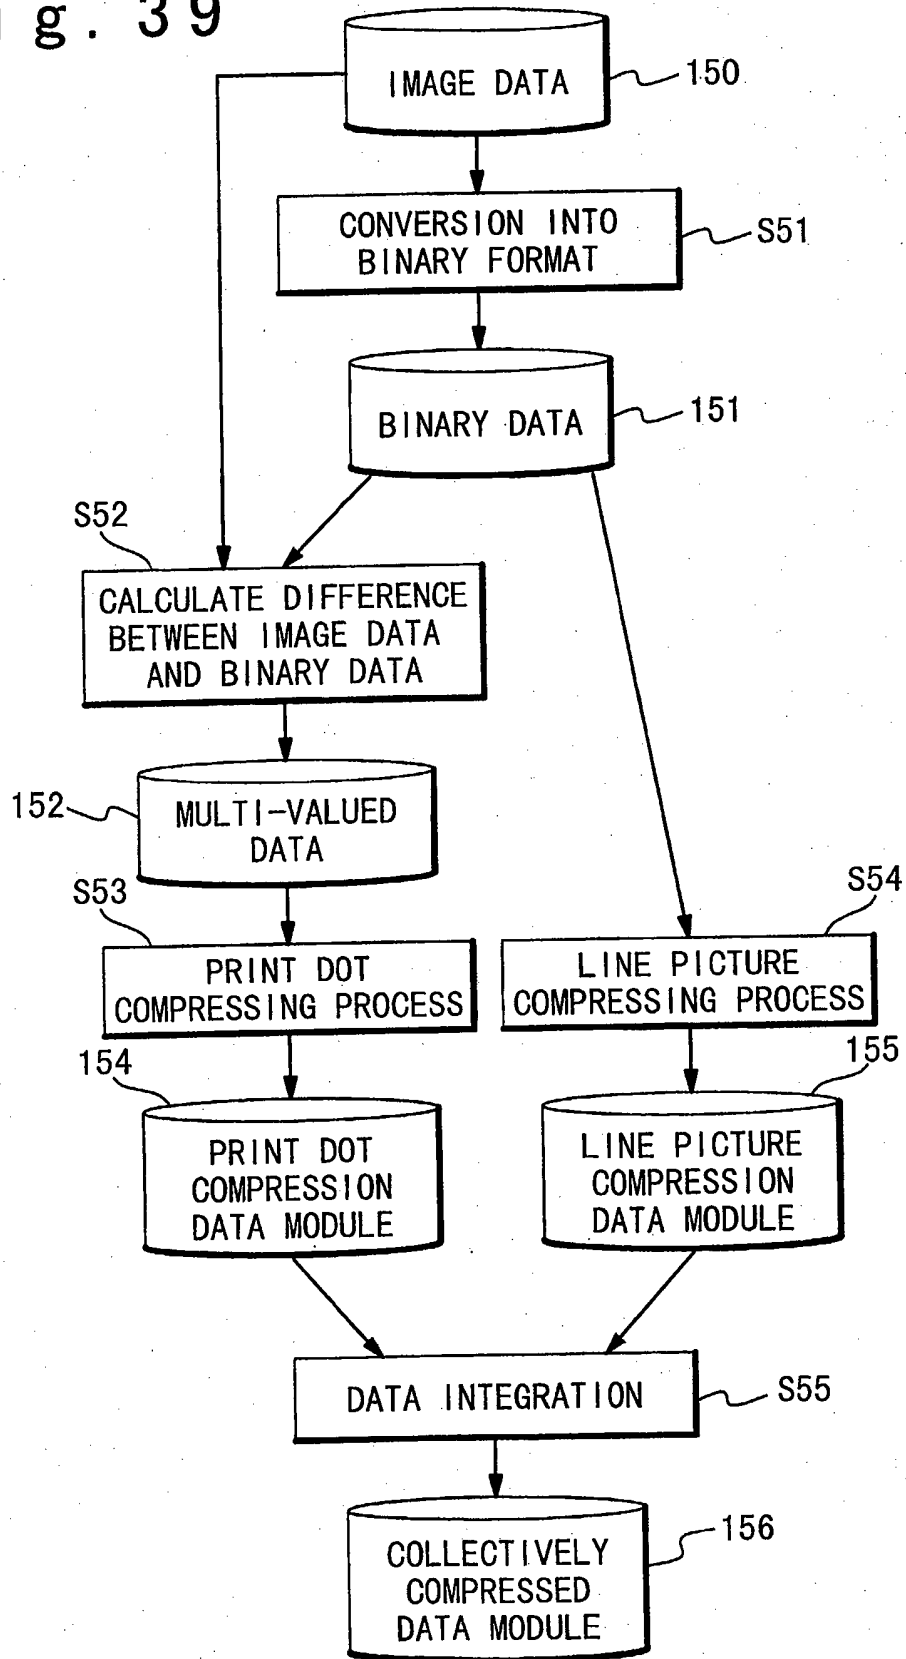 g. 39
IMAGE DATA
150
CONVERSION INTO
BINARY FORMAT
S51
BINARY DATA
151
S52
CALCULATE DIFFERENCE
BETWEEN IMAGE DATA
AND BINARY DATA
152
MULTI-VALUED
DATA
S53
PRINT DOT
COMPRESSING PROCESS
S54
LINE PICTURE
COMPRESSING PROCESS
154
PRINT DOT
COMPRESSION
DATA MODULE
155
LINE PICTURE
COMPRESSION
DATA MODULE
DATA INTEGRATION
S55
COLLECTIVELY
COMPRESSED
DATA MODULE
156